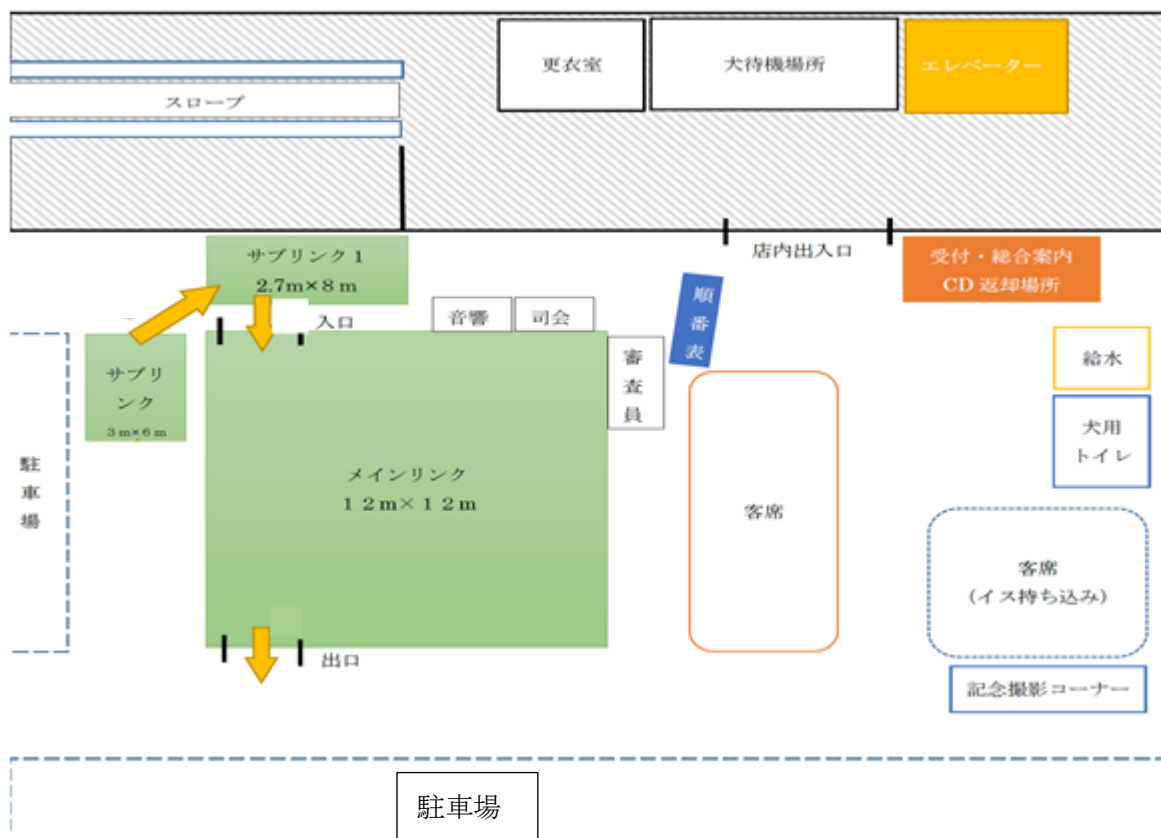 更衣室
犬待機場所
エレベーター
スロープ
サブリンク１
2.7m×8ｍ
店内出入口
受付・総合案内
CD 返却場所
順番表
入口
音響
司会
審査員
給水
サブリ
ンク
３ｍ×６ｍ
犬用
トイレ
駐車場
メインリンク
１２ｍ×１２ｍ
客席
客席
(イス持ち込み)
出口
記念撮影コーナー
駐車場